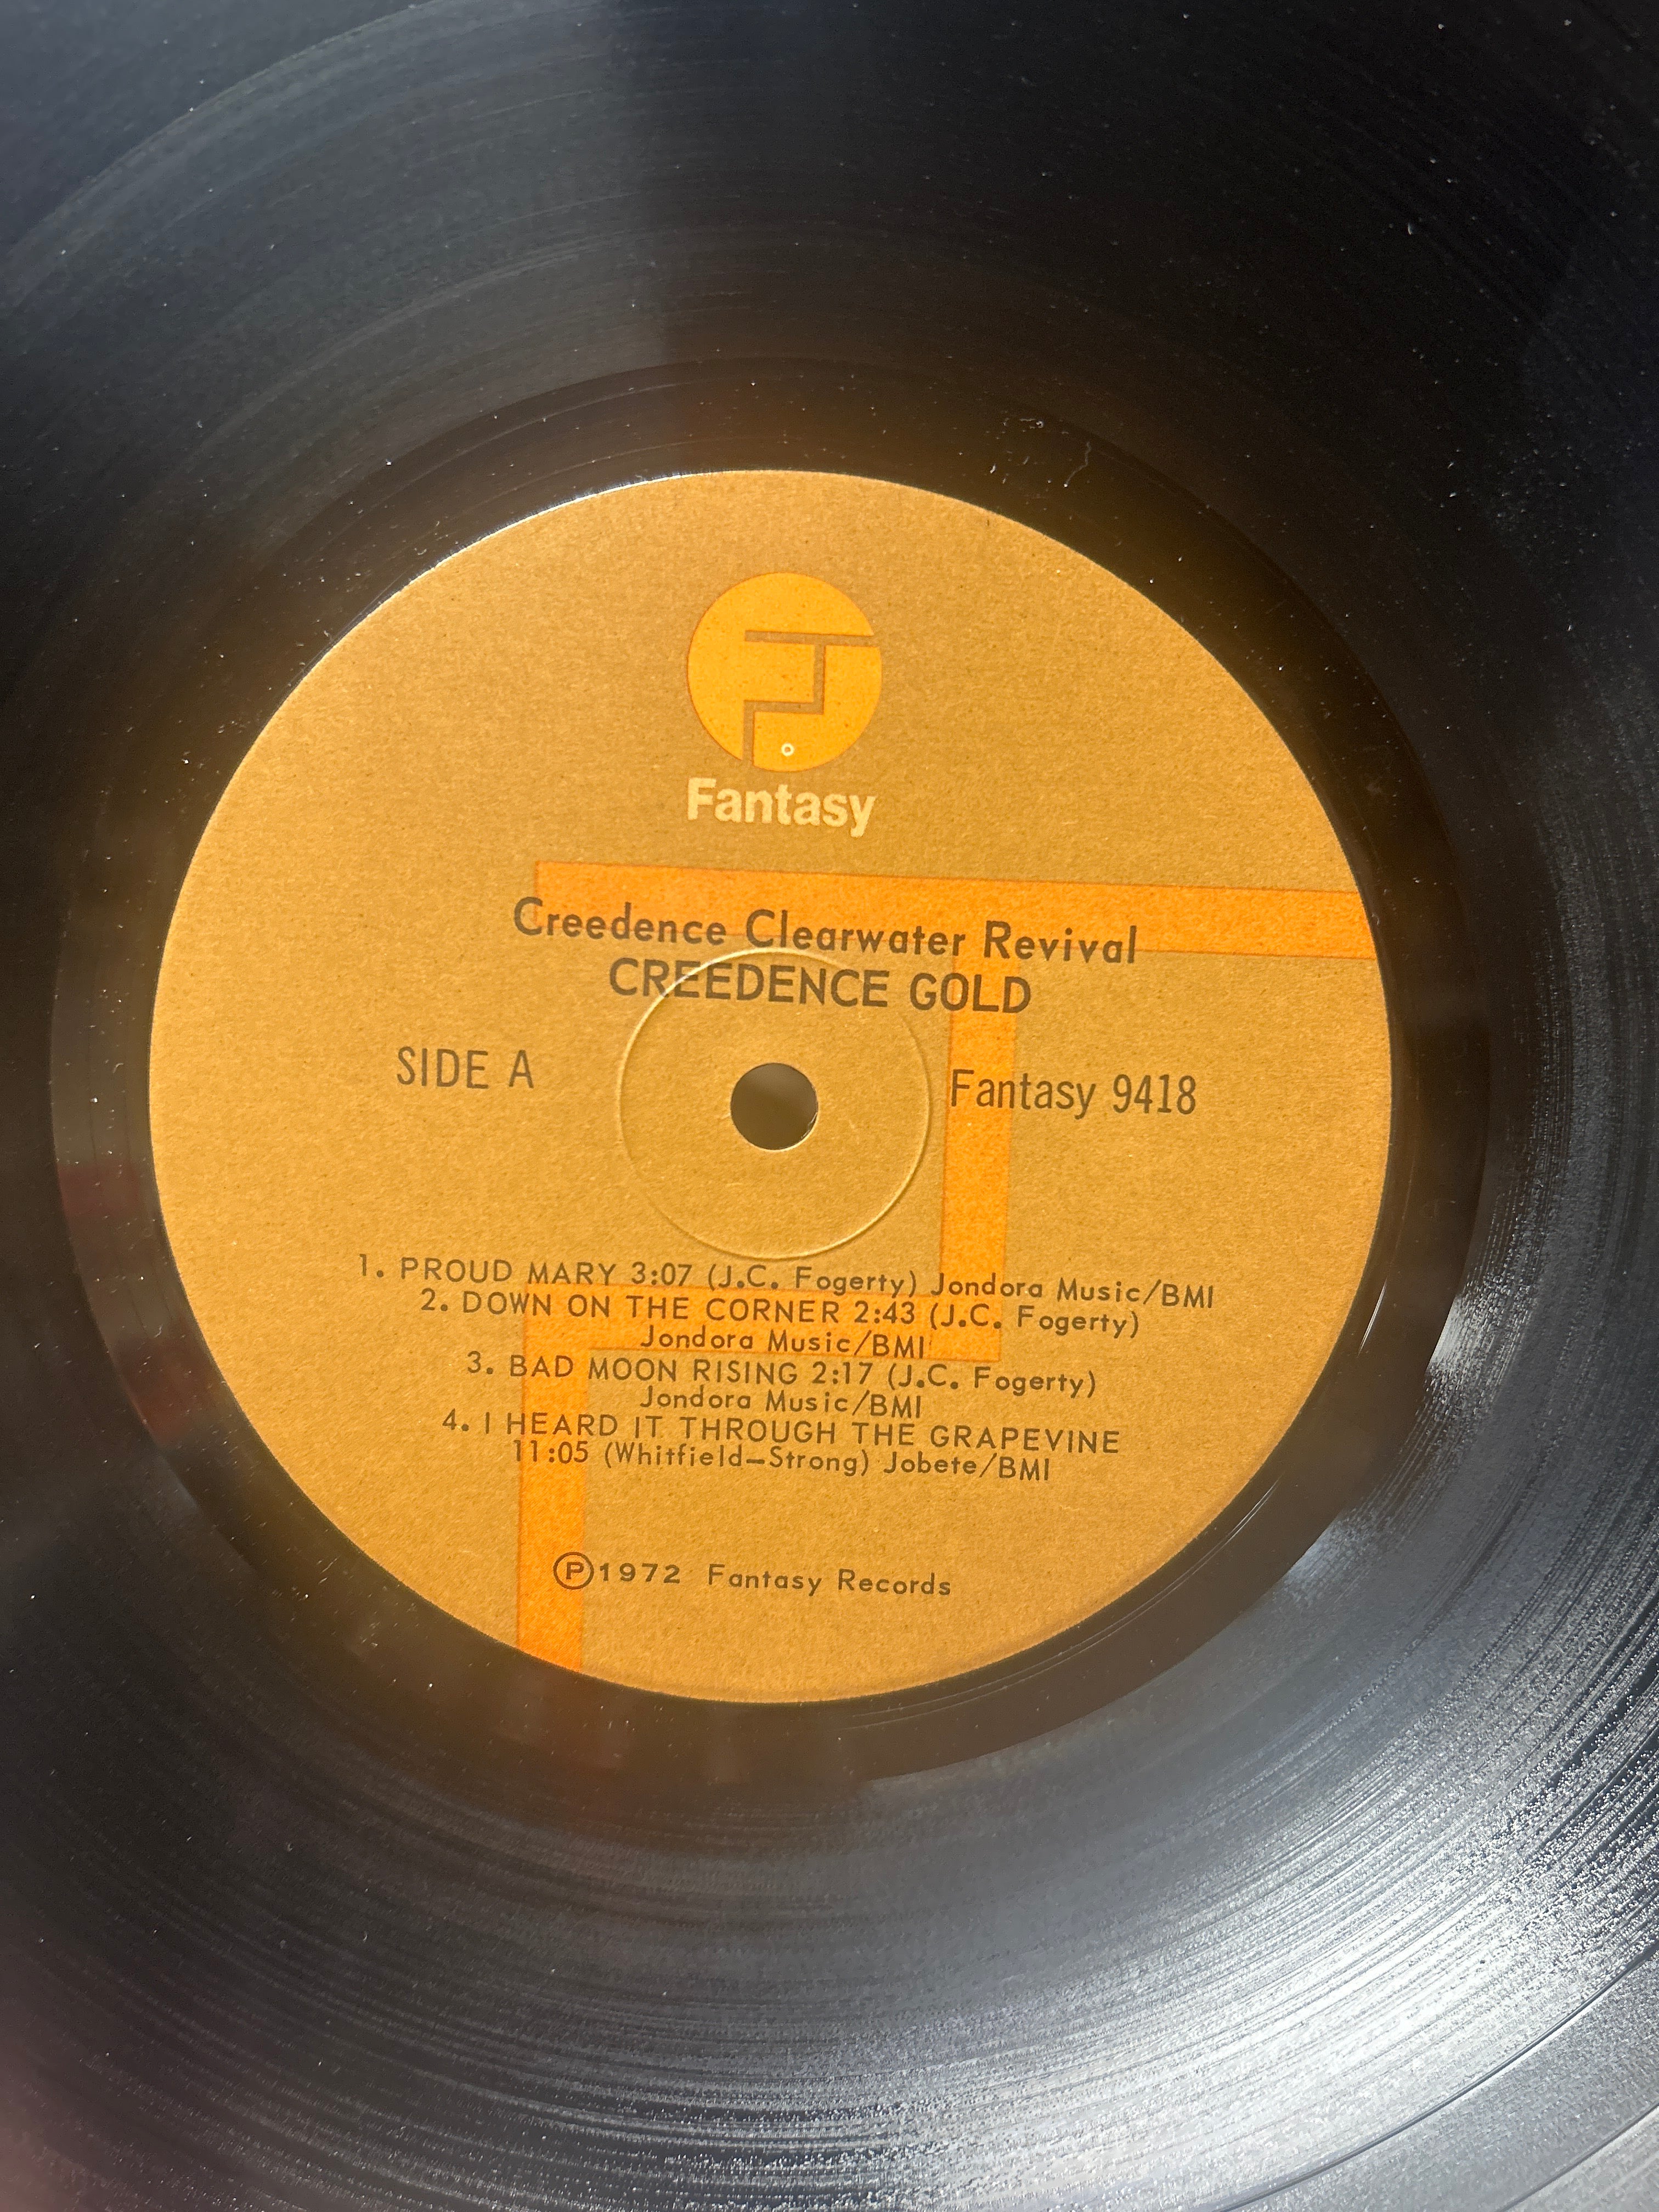 Fantasy
Creedence Clearwater Revival
CREEDENCE GOLD
SIDE A
Fantasy 9418
1. PROUD MARY 3:07 (J.C. Fogerty) Jondora Music/BMI
2. DOWN ON THE CORNER 2:43 (J.C. Fogerty)
Jondora Music/BMI
3. BAD MOON RISING 2:17 (J.C. Fogerty)
Jondora Music/BMI
4. I HEARD IT THROUGH THE GRAPEVINE
11:05 (Whitfield–Strong) Jobete/BMI
Ⓟ1972 Fantasy Records